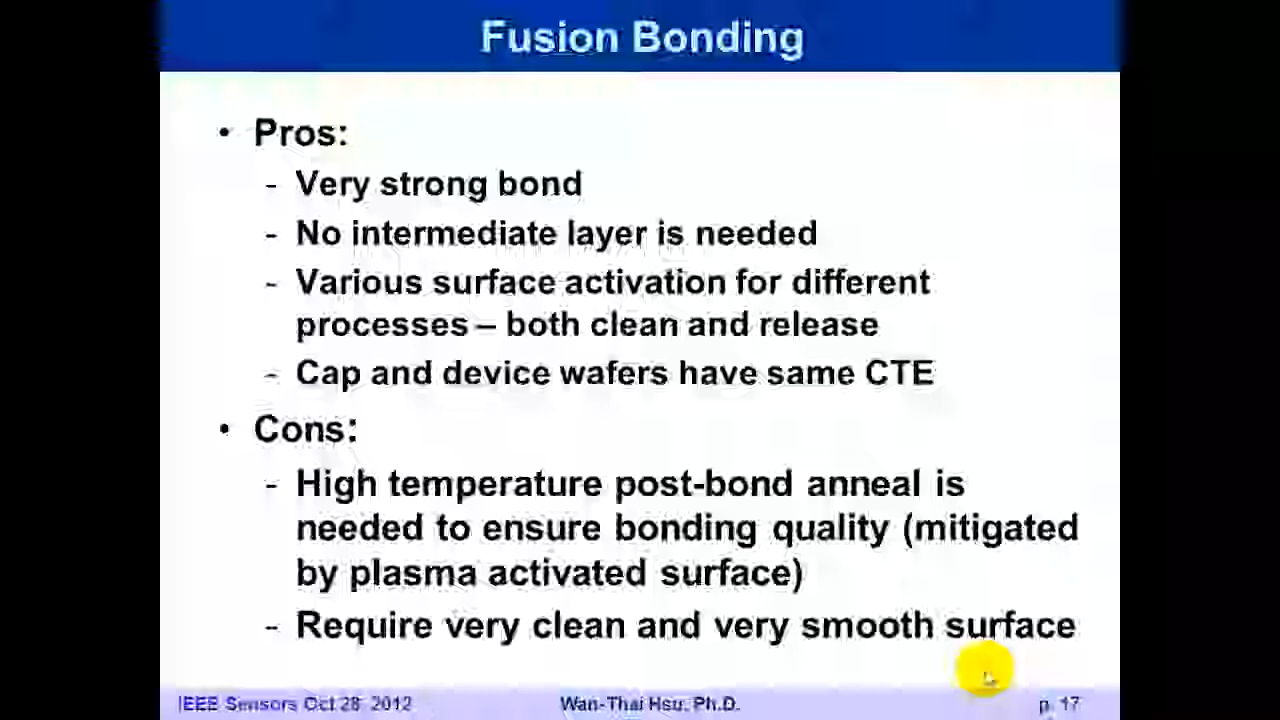 Fusion Bonding
• Pros:
- Very strong bond
- No intermediate layer is needed
- Various surface activation for different
processes – both clean and release
- Cap and device wafers have same CTE
• Cons:
- High temperature post-bond anneal is
needed to ensure bonding quality (mitigated
by plasma activated surface)
- Require very clean and very smooth surface
IEEE Sensors Oct 28, 2012 Wan-Thai Hsu, Ph.D. p. 17